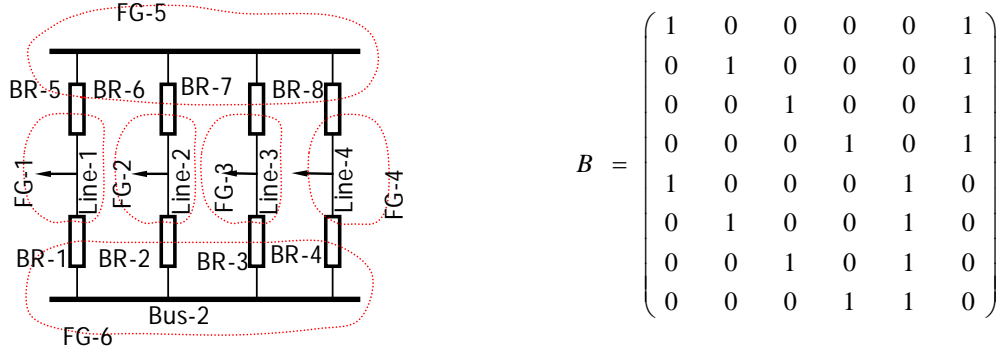 FG-5
BR-5 BR-6 BR-7 BR-8
FG-1 Line-1 FG-2 Line-2 FG-3 Line-3 Line-4 FG-4
BR-1 BR-2 BR-3 BR-4
Bus-2
FG-6
B =
1 0 0 0 0 1
0 1 0 0 0 1
0 0 1 0 0 1
0 0 0 1 0 1
1 0 0 0 1 0
0 1 0 0 1 0
0 0 1 0 1 0
0 0 0 1 1 0